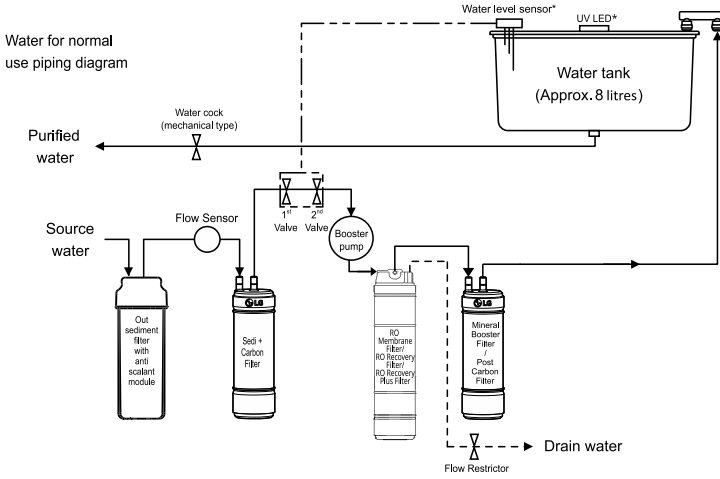 Water for normal
use piping diagram
Water level sensor*
UV LED*
Water tank
(Approx. 8 litres)
Water cock
(mechanical type)
Purified
water
1st
Valve
2nd
Valve
Flow Sensor
Booster
pump
Source
water
Out
sediment
filter
with
anti
scalant
module
LG
Sedi +
Carbon
Filter
RO
Membrane
Filter/
RO Recovery
Filter/
RO Recovery
Plus Filter
LG
Mineral
Booster
Filter
/
Post
Carbon
Filter
Drain water
Flow Restrictor